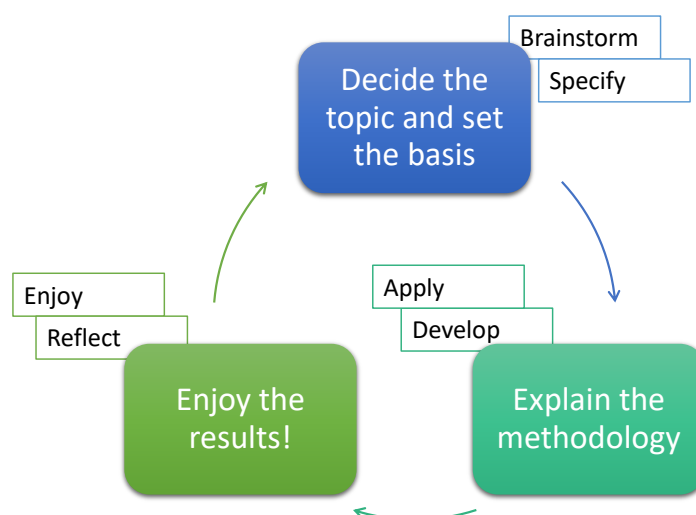 Brainstorm
Specify
Decide the
topic and set
the basis
Enjoy
Reflect
Apply
Develop
Enjoy the
results!
Explain the
methodology